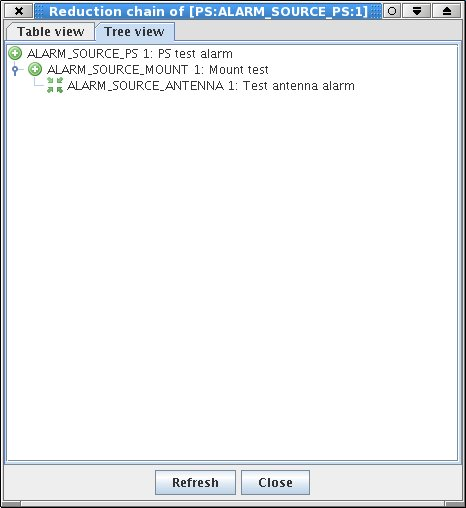 Reduction chain of [PS:ALARM_SOURCE_PS:1]
Table view Tree view
ALARM_SOURCE_PS 1: PS test alarm
ALARM_SOURCE_MOUNT 1: Mount test
ALARM_SOURCE_ANTENNA 1: Test antenna alarm
Refresh Close